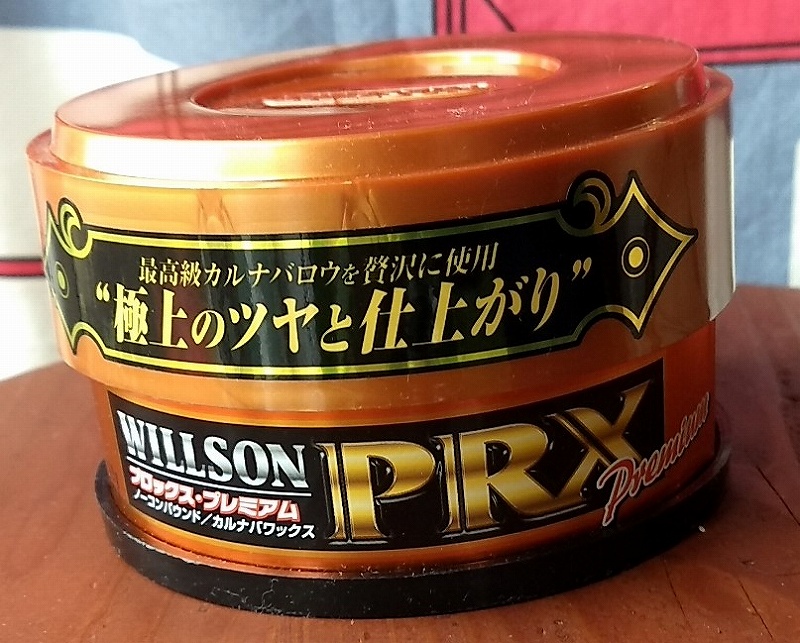 最高級カルナバロウを贅沢に使用
“極上のツヤと仕上がり”
WILLSON
プロックス・プレミアム
ノーコンパウンド／カルナバワックス
PRX
Premium